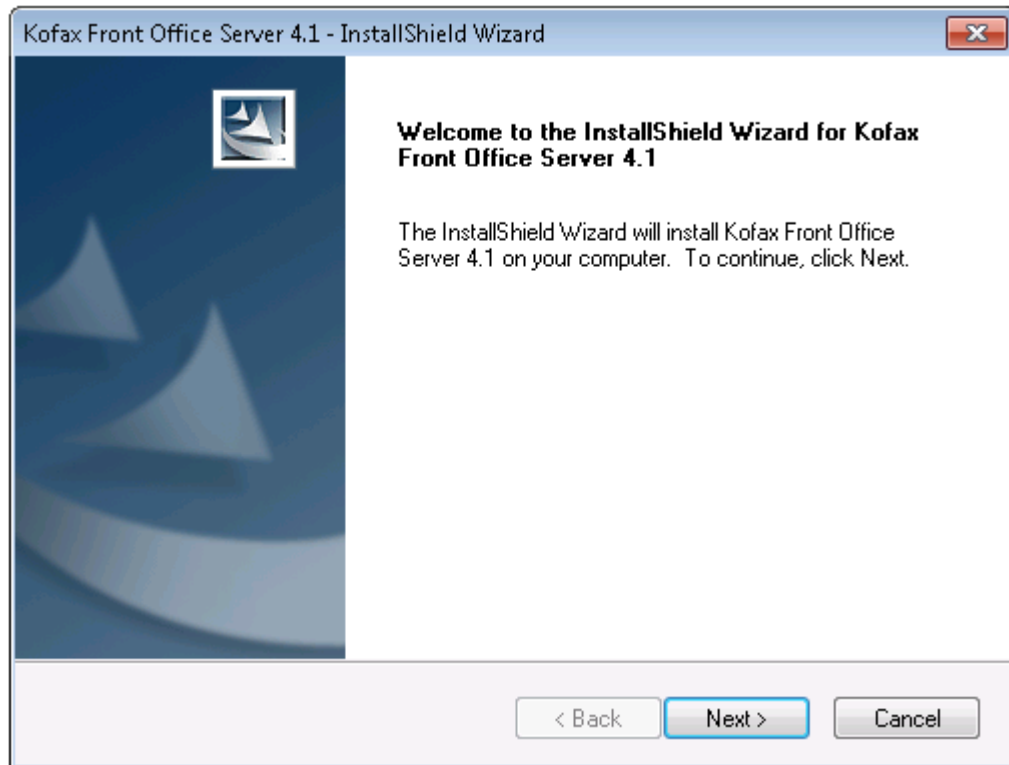 Kofax Front Office Server 4.1 - InstallShield Wizard
Welcome to the InstallShield Wizard for Kofax
Front Office Server 4.1
The InstallShield Wizard will install Kofax Front Office
Server 4.1 on your computer.  To continue, click Next.
< Back
Next >
Cancel